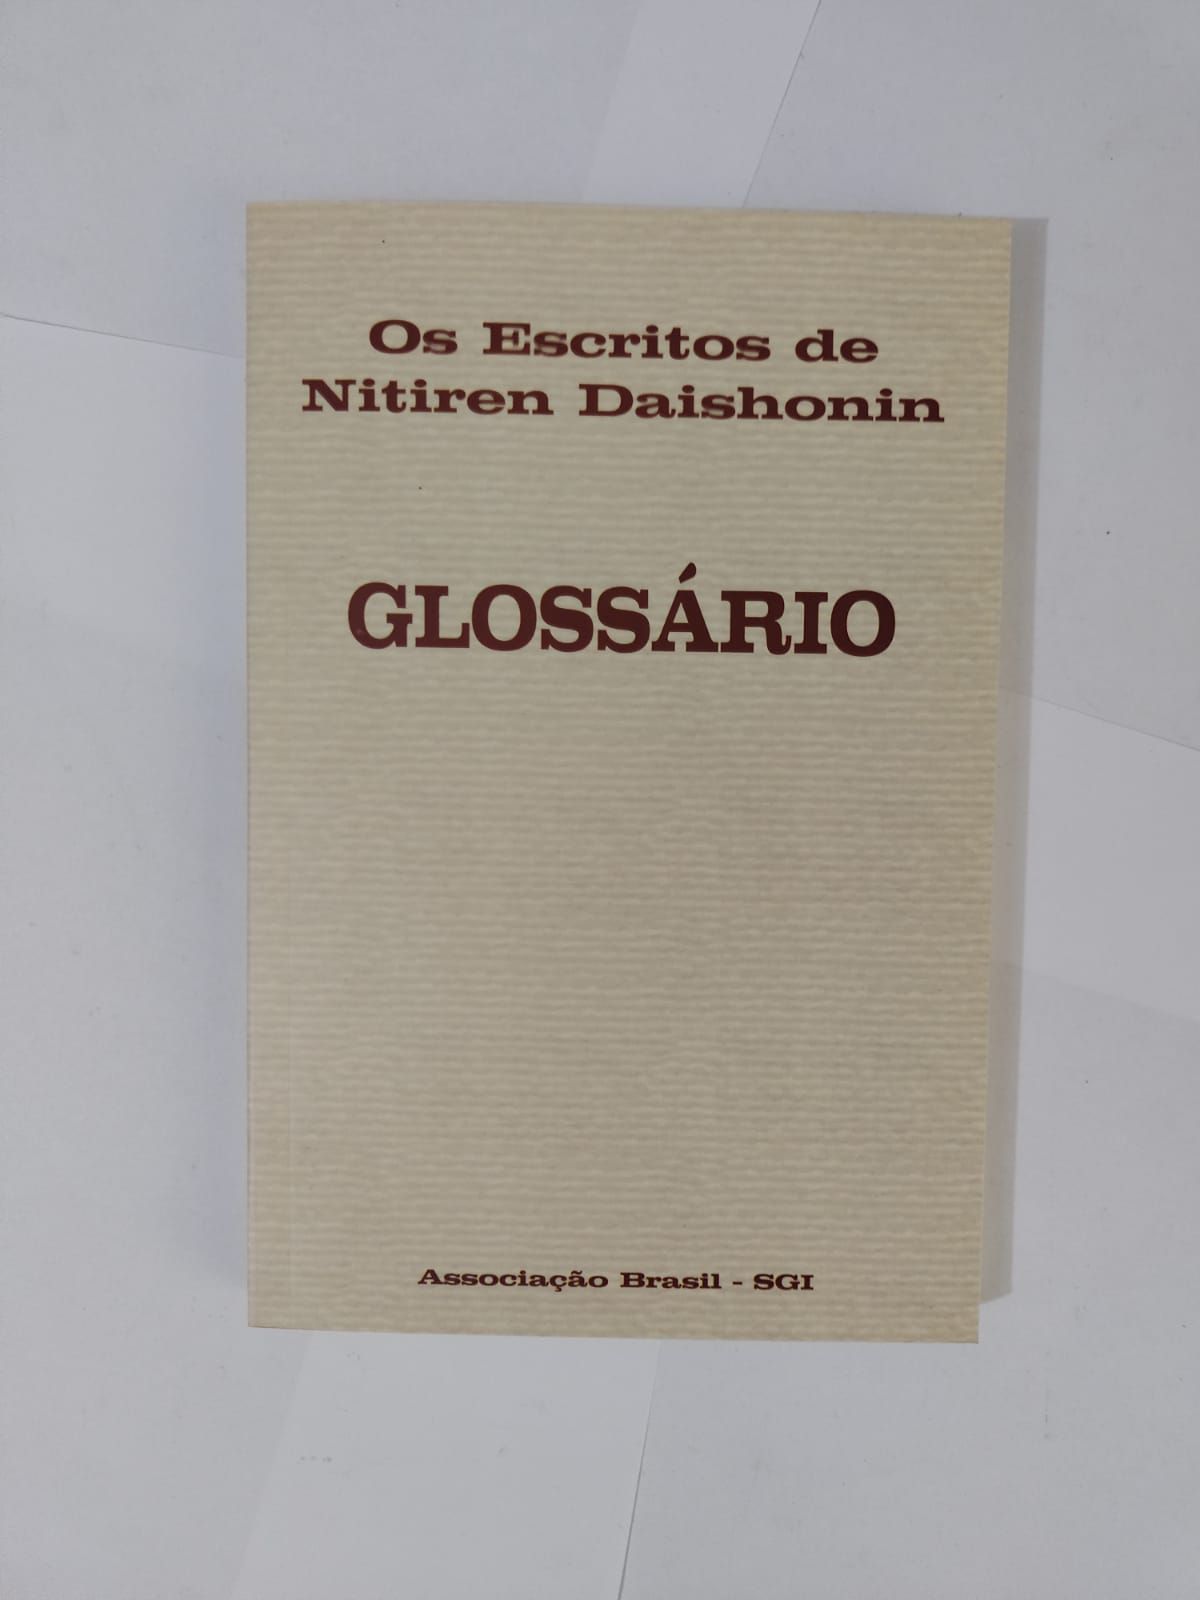 Os Escritos de
Nitiren Daishonin
GLOSSÁRIO
Associação Brasil - SGI